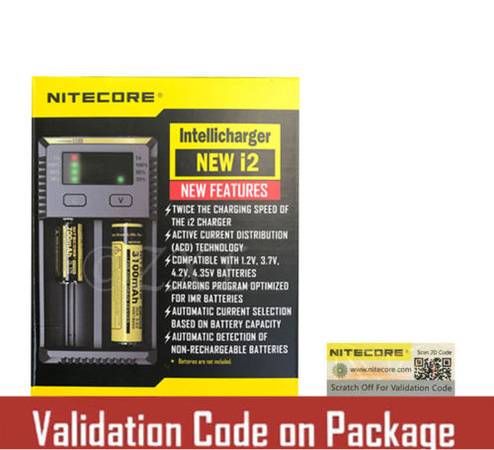 NITECORE®
Intellicharger
NEW i2
NEW FEATURES
TWICE THE CHARGING SPEED OF
THE i2 CHARGER
ACTIVE CURRENT DISTRIBUTION
(ACD) TECHNOLOGY
COMPATIBLE WITH 1.2V, 3.7V,
4.2V, 4.35V BATTERIES
CHARGING PROGRAM OPTIMIZED
FOR IMR BATTERIES
AUTOMATIC CURRENT SELECTION
BASED ON BATTERY CAPACITY
AUTOMATIC DETECTION OF
NON-RECHARGEABLE BATTERIES
Batteries are not included.
V
3100mAh
NITECORE® Scan 2D Code
www.nitecore.com
Scratch Off For Validation Code
Validation Code on Package